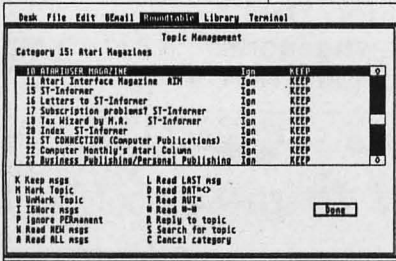 Desk File Edit GEmail Roundtable Library Terminal
Topic Management
Category 15: Atari Magazines
10 ATARIUSER MAGAZINE Ign KEEP
11 Atari Interface Magazine AIM Ign KEEP
15 ST-Informer Ign KEEP
16 Letters to ST-Informer Ign KEEP
17 Subscription problems? ST-Informer Ign KEEP
18 Tax Wizard by M.A. ST-Informer Ign KEEP
20 Index ST-Informer Ign KEEP
21 ST CONNECTION (Computer Publications) Ign KEEP
22 Computer Monthly's Atari Column Ign KEEP
23 Business Publishing/Personal Publishing Ign KEEP
K Keep msgs L Read LAST msg
M Mark Topic D Read DAT=<>
U UnMark Topic T Read AUT=
I IGNore msgs # Read #-#
P Ignore PERmanent R Reply to topic
N Read NEW msgs S Search for topic
A Read ALL msgs C Cancel category
Done